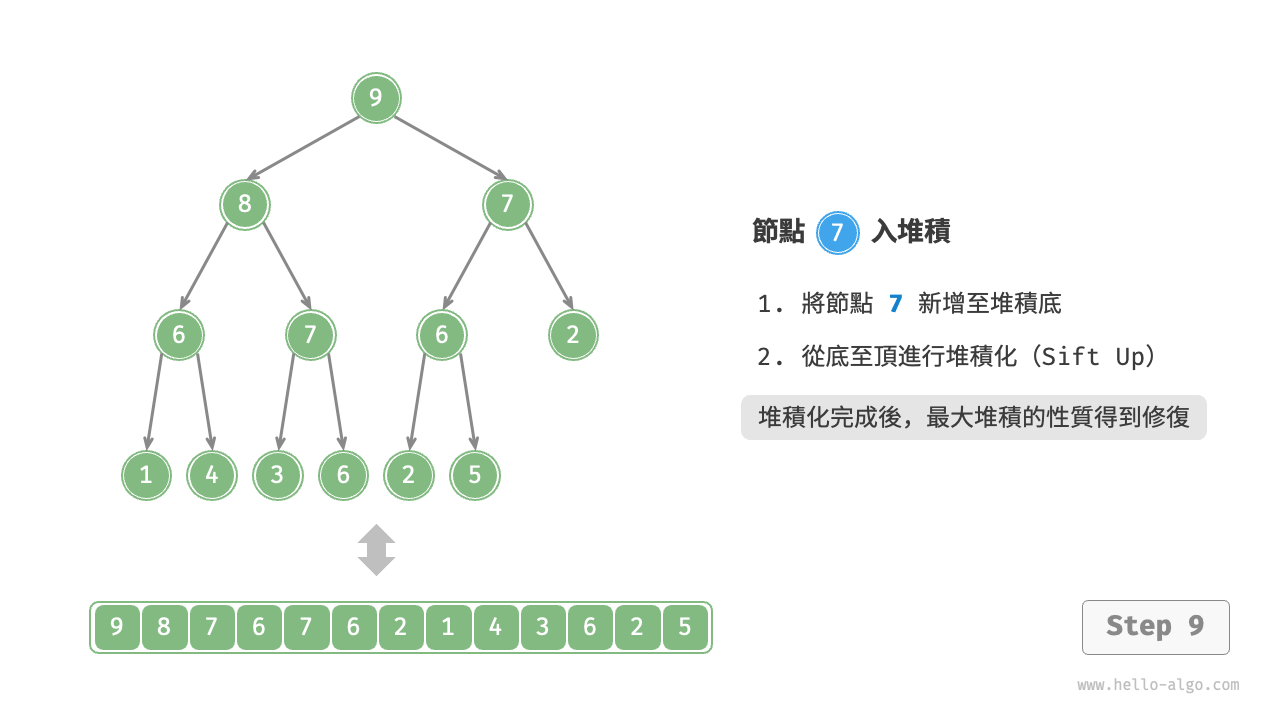 9
8 7
6 7 6 2
1 4 3 6 2 5
9 8 7 6 7 6 2 1 4 3 6 2 5
節點 7 入堆積
1. 將節點 7 新增至堆積底
2. 從底至頂進行堆積化（Sift Up）
堆積化完成後，最大堆積的性質得到修復
Step 9
www.hello-algo.com